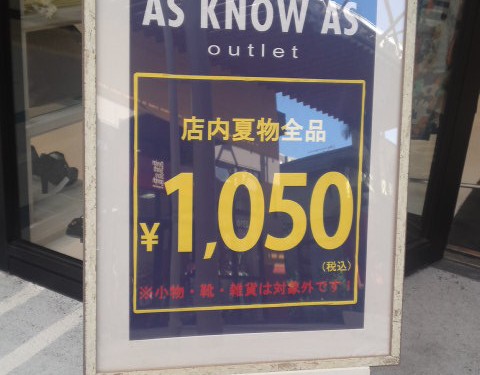 AS KNOW AS
outlet
店内夏物全品
¥1,050
(税込)
※小物・靴・雑貨は対象外です!